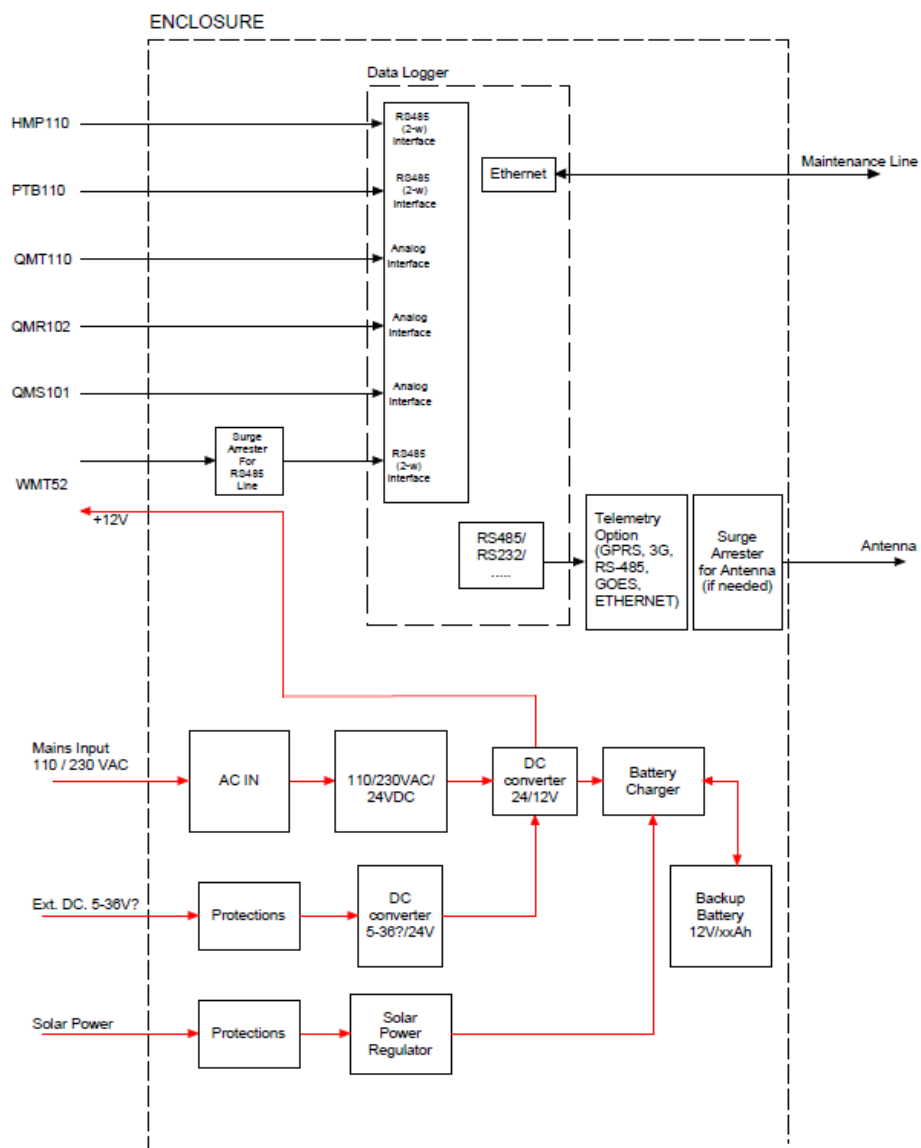 ENCLOSURE
Data Logger
HMP110
RS485
(2-w)
Interface
Ethernet
Maintenance Line
PTB110
RS485
(2-w)
Interface
QMT110
Analog
Interface
QMR102
Analog
Interface
QMS101
Analog
Interface
Surge
Arrester
For
RS485
Line
RS485
(2-w)
Interface
WMT52
+12V
RS485/
RS232/
.....
Telemetry
Option
(GPRS, 3G,
RS-485,
GOES,
ETHERNET)
Surge
Arrester
for Antenna
(if needed)
Antenna
Mains Input
110 / 230 VAC
AC IN
110/230VAC/
24VDC
DC
converter
24/12V
Battery
Charger
Ext. DC. 5-36V?
Protections
DC
converter
5-36?/24V
Backup
Battery
12V/xxAh
Solar Power
Protections
Solar
Power
Regulator